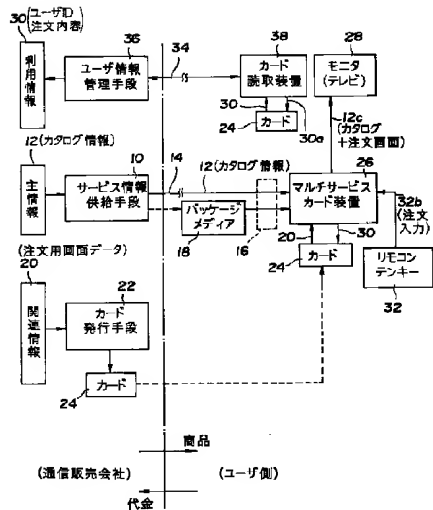 30
(ユーザID
注文内容)
利用情報
36
ユーザ情報
管理手段
34
38
カード
読取装置
28
モニタ
(テレビ)
30
30a
24
カード
12c
(カタログ
+注文画面)
12(カタログ情報)
主情報
10
サービス情報
供給手段
14
12(カタログ情報)
26
マルチサービス
カード装置
パッケージ
メディア
18
16
20
30
24
カード
32b
(注文
入力)
リモコン
テンキー
32
(注文用画面データ)
20
関連情報
22
カード
発行手段
24
カード
商品
(通信販売会社)
(ユーザ側)
代金